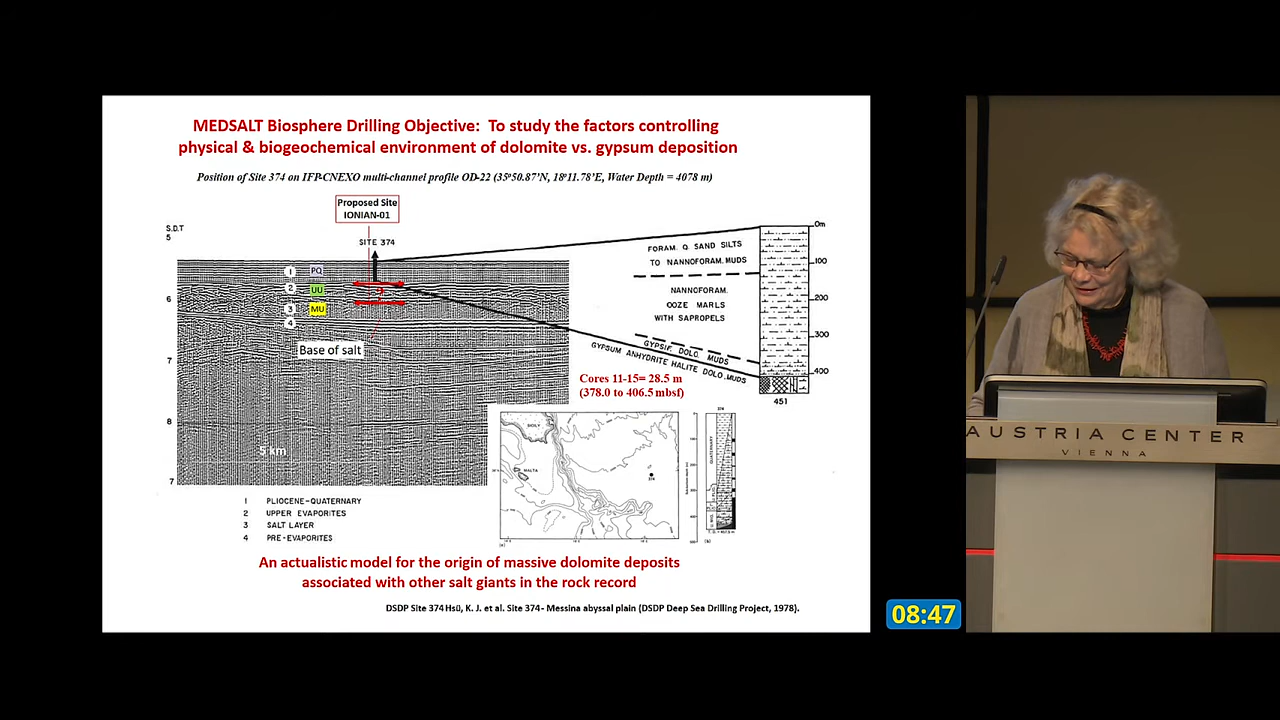 MEDSALT Biosphere Drilling Objective: To study the factors controlling
physical & biogeochemical environment of dolomite vs. gypsum deposition
Position of Site 374 on IFP-CNEXO multi-channel profile OD-22 (35°50.87'N, 18°11.78'E, Water Depth = 4078 m)
Proposed Site
IONIAN-01
S.D.T
5
6
7
8
7
SITE 374
1 PQ
2 UU
3 MU
4
Base of salt
5 km
FORAM. Q. SAND SILTS
TO NANNOFORAM. MUDS
NANNOFORAM.
OOZE MARLS
WITH SAPROPELS
GYPSIF. DOLO. MUDS
GYPSUM ANHYDRITE HALITE DOLO. MUDS
0m
100
200
300
400
451
Cores 11-15= 28.5 m
(378.0 to 406.5 mbsf)
SICILY
MALTA
374
374
QUATERNARY
1 PLIOCENE-QUATERNARY
2 UPPER EVAPORITES
3 SALT LAYER
4 PRE-EVAPORITES
An actualistic model for the origin of massive dolomite deposits
associated with other salt giants in the rock record
DSDP Site 374 Hsü, K. J. et al. Site 374 - Messina abyssal plain (DSDP Deep Sea Drilling Project, 1978).
08:47
AUSTRIA CENTER
VIENNA